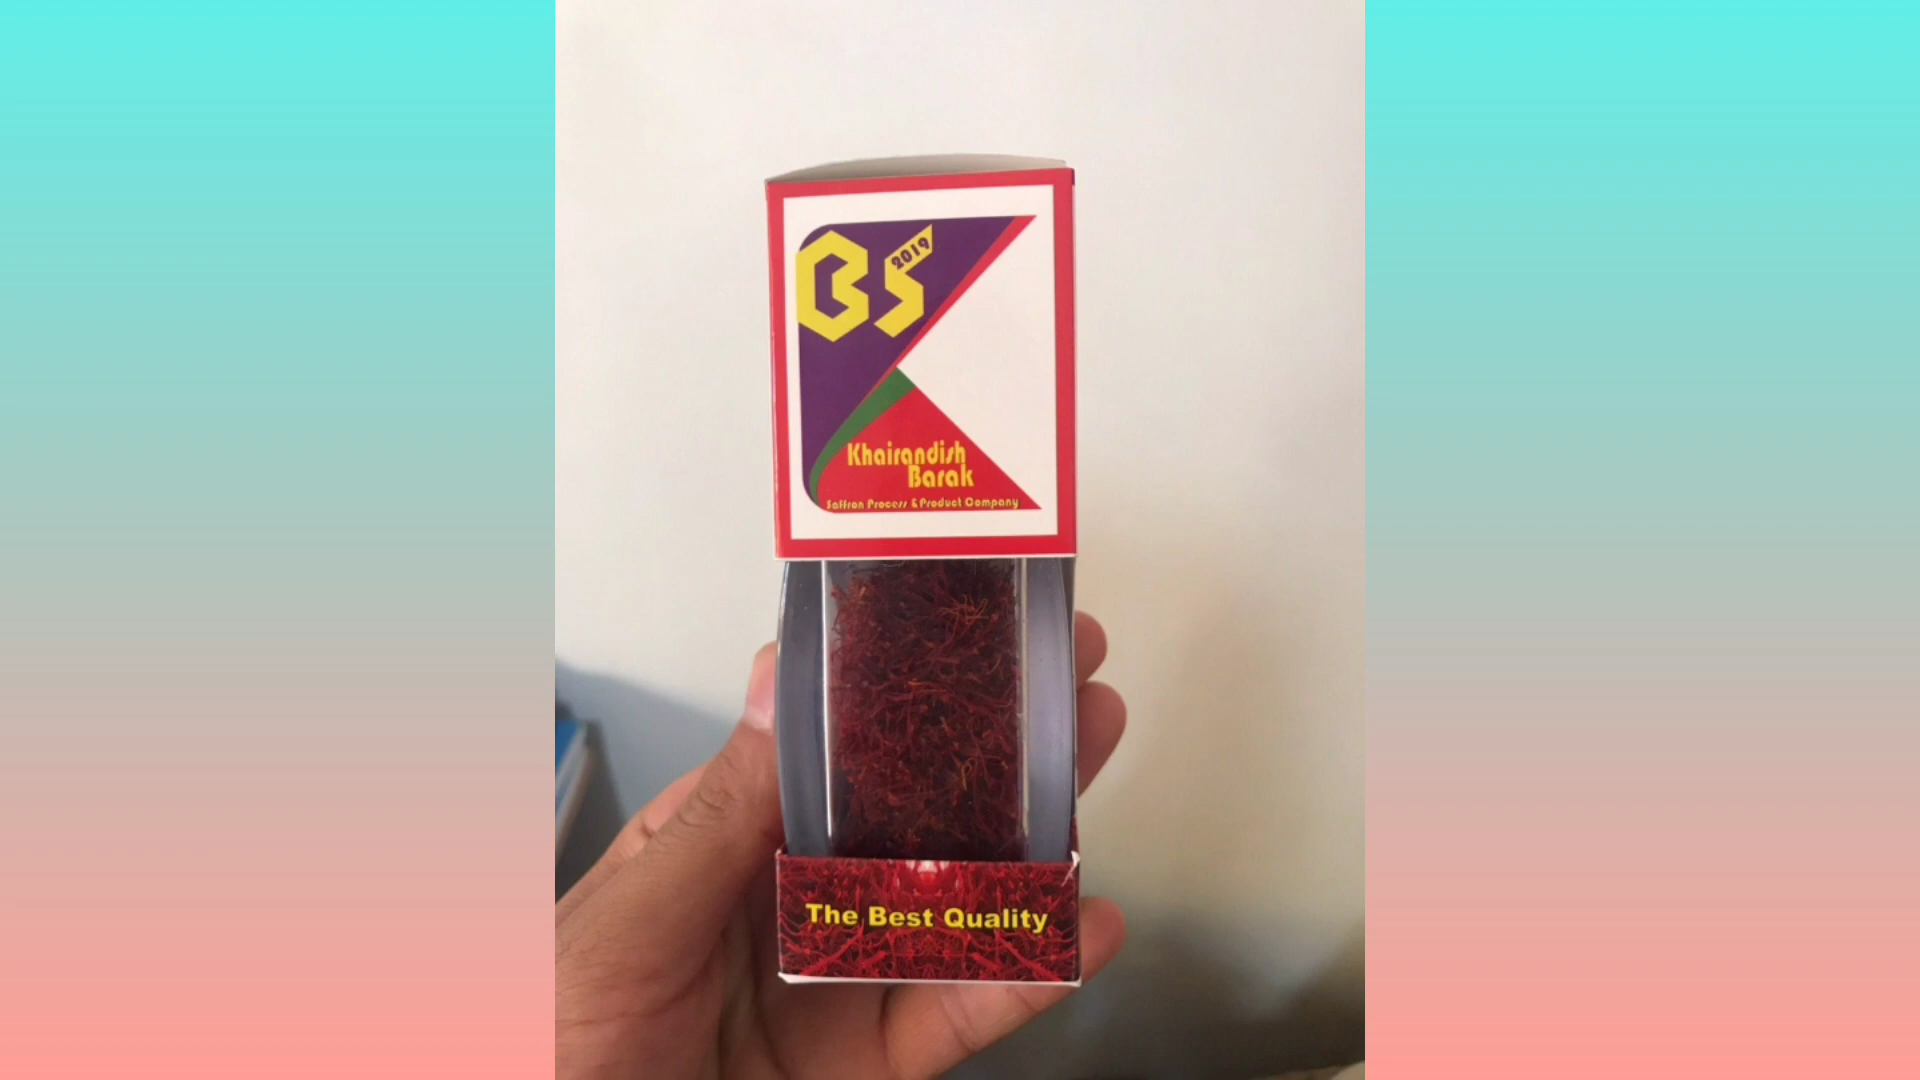 BS
2019
Khairandish
Barak
Saffron Process & Product Company
The Best Quality